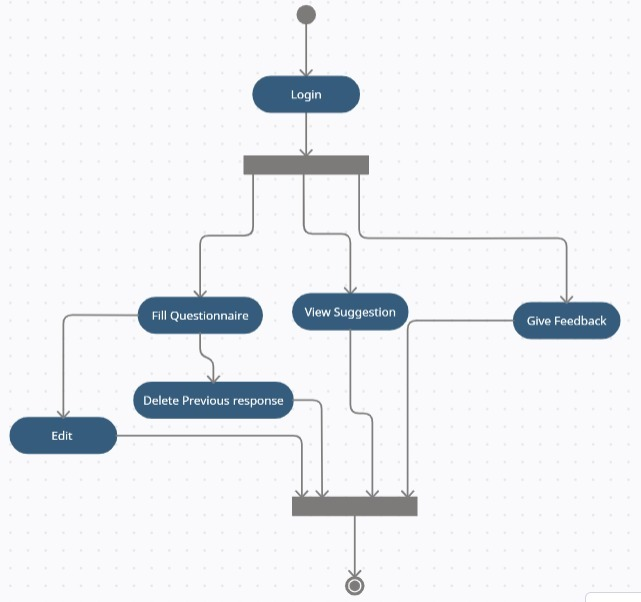 Login
Fill Questionnaire
View Suggestion
Give Feedback
Delete Previous response
Edit